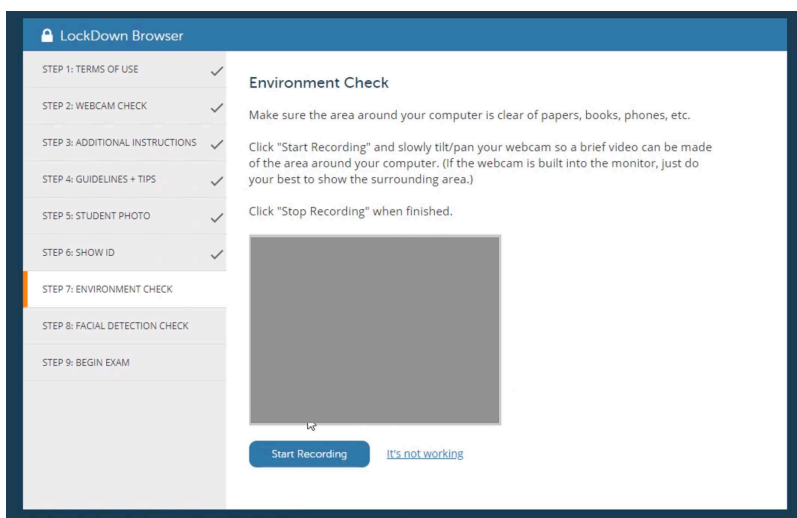 LockDown Browser
STEP 1: TERMS OF USE
STEP 2: WEBCAM CHECK
STEP 3: ADDITIONAL INSTRUCTIONS
STEP 4: GUIDELINES + TIPS
STEP 5: STUDENT PHOTO
STEP 6: SHOW ID
STEP 7: ENVIRONMENT CHECK
STEP 8: FACIAL DETECTION CHECK
STEP 9: BEGIN EXAM
Environment Check
Make sure the area around your computer is clear of papers, books, phones, etc.
Click "Start Recording" and slowly tilt/pan your webcam so a brief video can be made
of the area around your computer. (If the webcam is built into the monitor, just do
your best to show the surrounding area.)
Click "Stop Recording" when finished.
Start Recording
It's not working